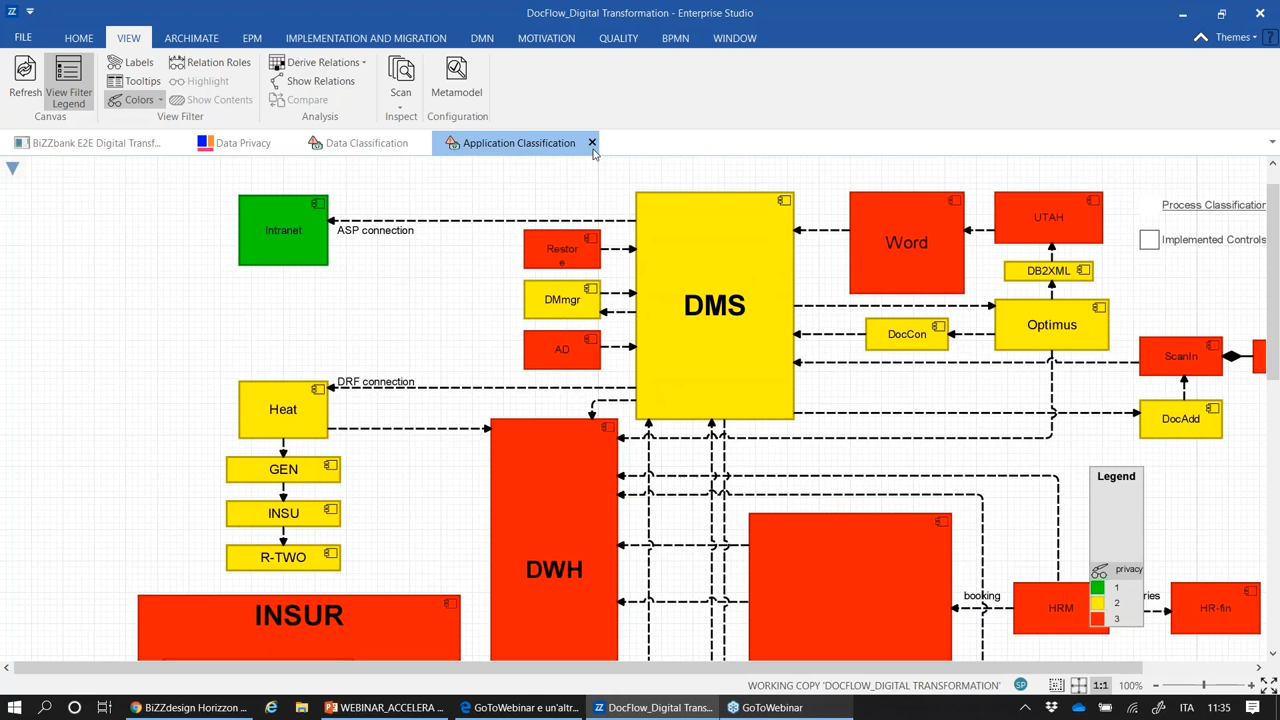 DocFlow_Digital Transformation - Enterprise Studio
FILE HOME VIEW ARCHIMATE EPM IMPLEMENTATION AND MIGRATION DMN MOTIVATION QUALITY BPMN WINDOW Themes
Refresh
View Filter
Legend
Labels
Tooltips
Colors
Relation Roles
Highlight
Show Contents
Derive Relations
Show Relations
Compare
Scan
Metamodel
Canvas View Filter Analysis Inspect Configuration
BiZZbank E2E Digital Transf... Data Privacy Data Classification Application Classification
Intranet
ASP connection
Restor
e
DMmgr
AD
DMS
Word
UTAH
DB2XML
Optimus
DocCon
Process Classification
Implemented Controls
ScanIn
DocAdd
DRF connection
Heat
GEN
INSU
R-TWO
INSUR
DWH
booking
HRM
ries
HR-fin
Legend
privacy
1
2
3
WORKING COPY 'DOCFLOW_DIGITAL TRANSFORMATION' SP 1:1 100%
BiZZdesign Horizzon ... WEBINAR_ACCELERA ... GoToWebinar e un'altr... DocFlow_Digital Trans... GoToWebinar ITA 11:35